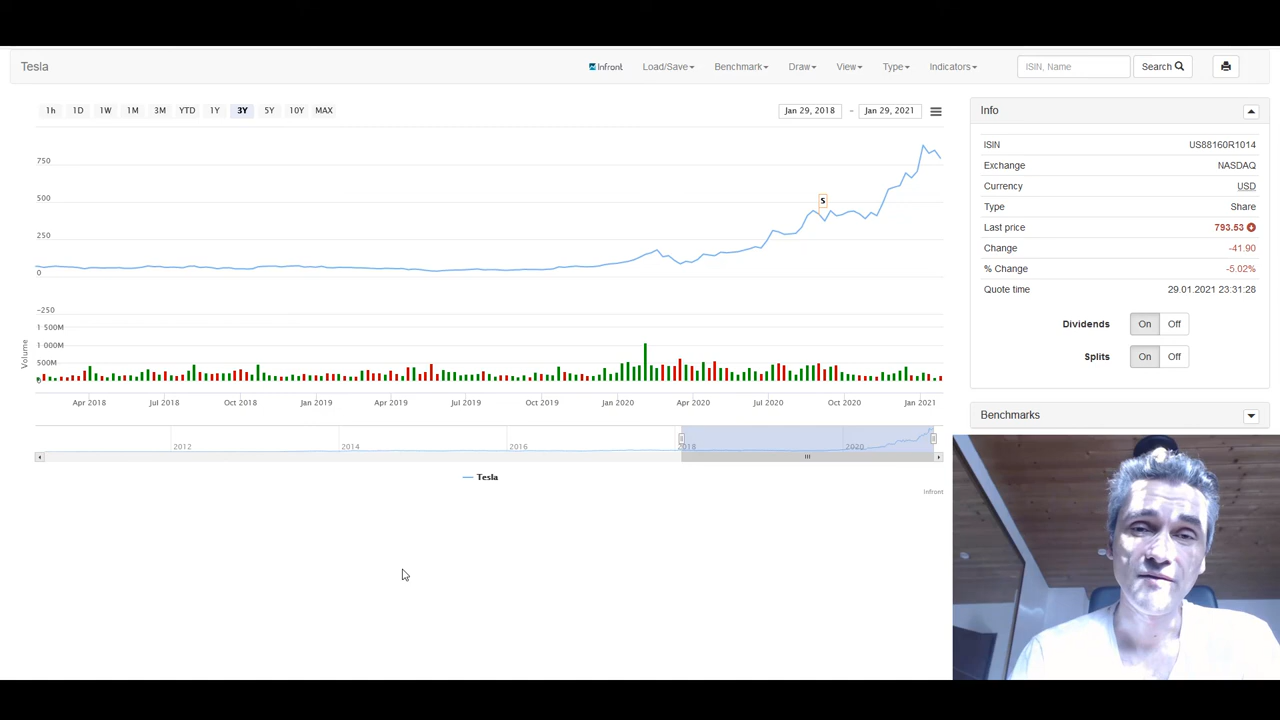 Tesla
Infront
Load/Save
Benchmark
Draw
View
Type
Indicators
ISIN, Name
Search
1h 1D 1W 1M 3M YTD 1Y 3Y 5Y 10Y MAX
Jan 29, 2018 – Jan 29, 2021
750
500
250
0
−250
S
Volume
1 500M
1 000M
500M
0
Apr 2018 Jul 2018 Oct 2018 Jan 2019 Apr 2019 Jul 2019 Oct 2019 Jan 2020 Apr 2020 Jul 2020 Oct 2020 Jan 2021
2012 2014 2016 2018 2020
Tesla
Infront
Info
ISIN US88160R1014
Exchange NASDAQ
Currency USD
Type Share
Last price 793.53
Change -41.90
% Change -5.02%
Quote time 29.01.2021 23:31:28
Dividends On Off
Splits On Off
Benchmarks